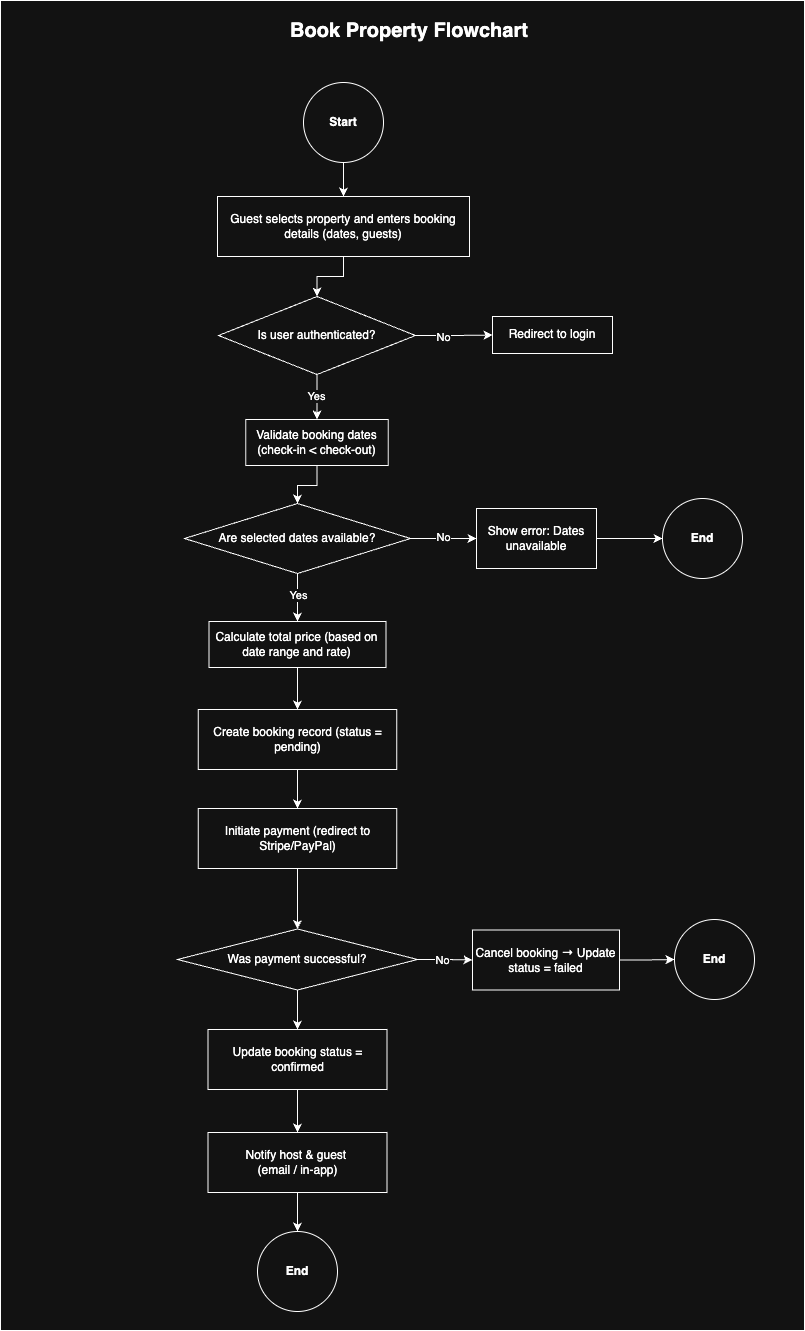 Book Property Flowchart
Start
Guest selects property and enters booking
details (dates, guests)
Is user authenticated?
No
Redirect to login
Yes
Validate booking dates
(check-in < check-out)
Are selected dates available?
No
Show error: Dates
unavailable
End
Yes
Calculate total price (based on
date range and rate)
Create booking record (status =
pending)
Initiate payment (redirect to
Stripe/PayPal)
Was payment successful?
No
Cancel booking → Update
status = failed
End
Update booking status =
confirmed
Notify host & guest
(email / in-app)
End